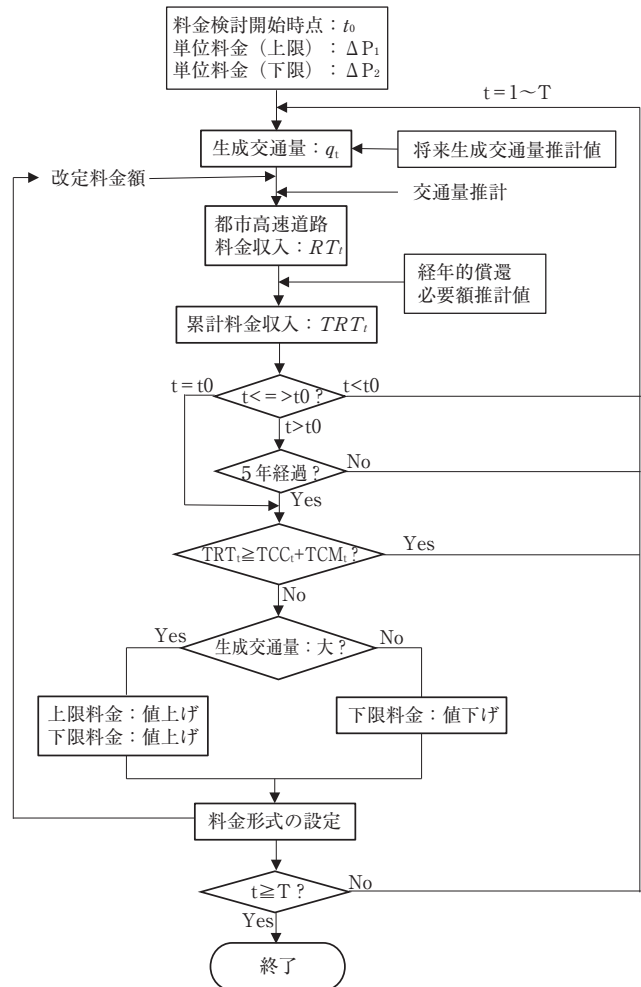 料金検討開始時点：t₀
単位料金（上限）：ΔP₁
単位料金（下限）：ΔP₂
t＝1～T
生成交通量：qₜ
将来生成交通量推計値
改定料金額
交通量推計
都市高速道路
料金収入：RTₜ
経年的償還
必要額推計値
累計料金収入：TRTₜ
t＝t0
t<＝>t0？
t<t0
t>t0
5年経過？
No
Yes
TRTₜ≧TCCₜ+TCMₜ？
Yes
No
Yes
生成交通量：大？
No
上限料金：値上げ
下限料金：値上げ
下限料金：値下げ
料金形式の設定
t≧T？
No
Yes
終了